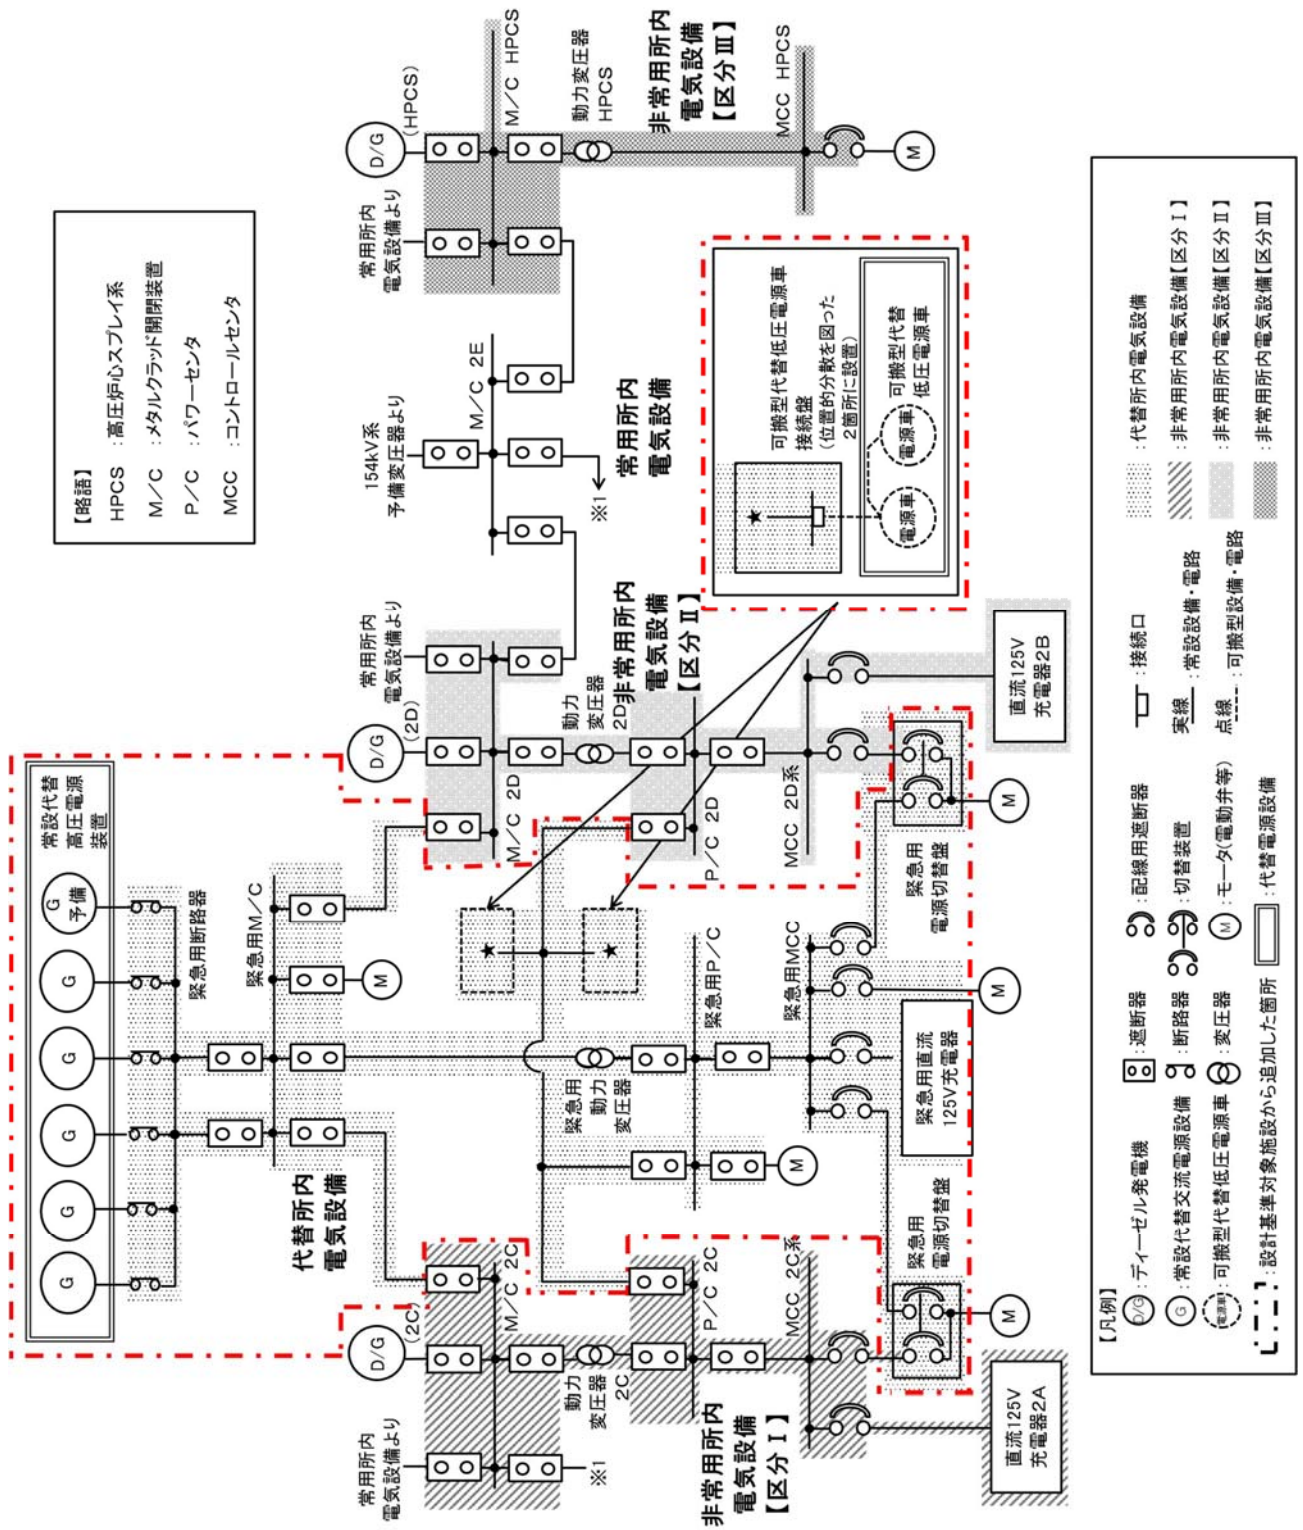 【略語】
HPCS :高圧炉心スプレイ系
M/C :メタルクラッド開閉装置
P/C :パワーセンタ
MCC :コントロールセンタ
常設代替
高圧電源
装置
G
予備
G
G
G
G
G
緊急用断路器
緊急用M/C
M
代替所内
電気設備
D/G
(HPCS)
常用所内
電気設備より
M/C HPCS
動力変圧器
HPCS
非常用所内
電気設備
【区分Ⅲ】
MCC HPCS
M
154kV系
予備変圧器より
M/C 2E
※1
常用所内
電気設備
常用所内
電気設備より
D/G
(2D)
M/C 2D
動力
変圧器
2D
非常用所内
電気設備
【区分Ⅱ】
P/C 2D
MCC 2D系
直流125V
充電器2B
可搬型代替低圧電源車
接続盤
(位置的分散を図った
2箇所に設置)
★
可搬型代替
低圧電源車
電源車
電源車
★
★
緊急用
動力
変圧器
緊急用P/C
M
緊急用MCC
緊急用
電源切替盤
M
M
緊急用直流
125V充電器
緊急用
電源切替盤
M
D/G
(2C)
常用所内
電気設備より
M/C 2C
※1
動力
変圧器
2C
P/C 2C
MCC 2C系
非常用所内
電気設備
【区分Ⅰ】
直流125V
充電器2A
【凡例】
D/G :ディーゼル発電機
G :常設代替交流電源設備
電源車 :可搬型代替低圧電源車
:設計基準対象施設から追加した箇所
:遮断器
:断路器
:変圧器
:配線用遮断器
:切替装置
M :モータ(電動弁等)
:代替電源設備
:接続口
実線 :常設設備・電路
点線 :可搬型設備・電路
:代替所内電気設備
:非常用所内電気設備【区分Ⅰ】
:非常用所内電気設備【区分Ⅱ】
:非常用所内電気設備【区分Ⅲ】